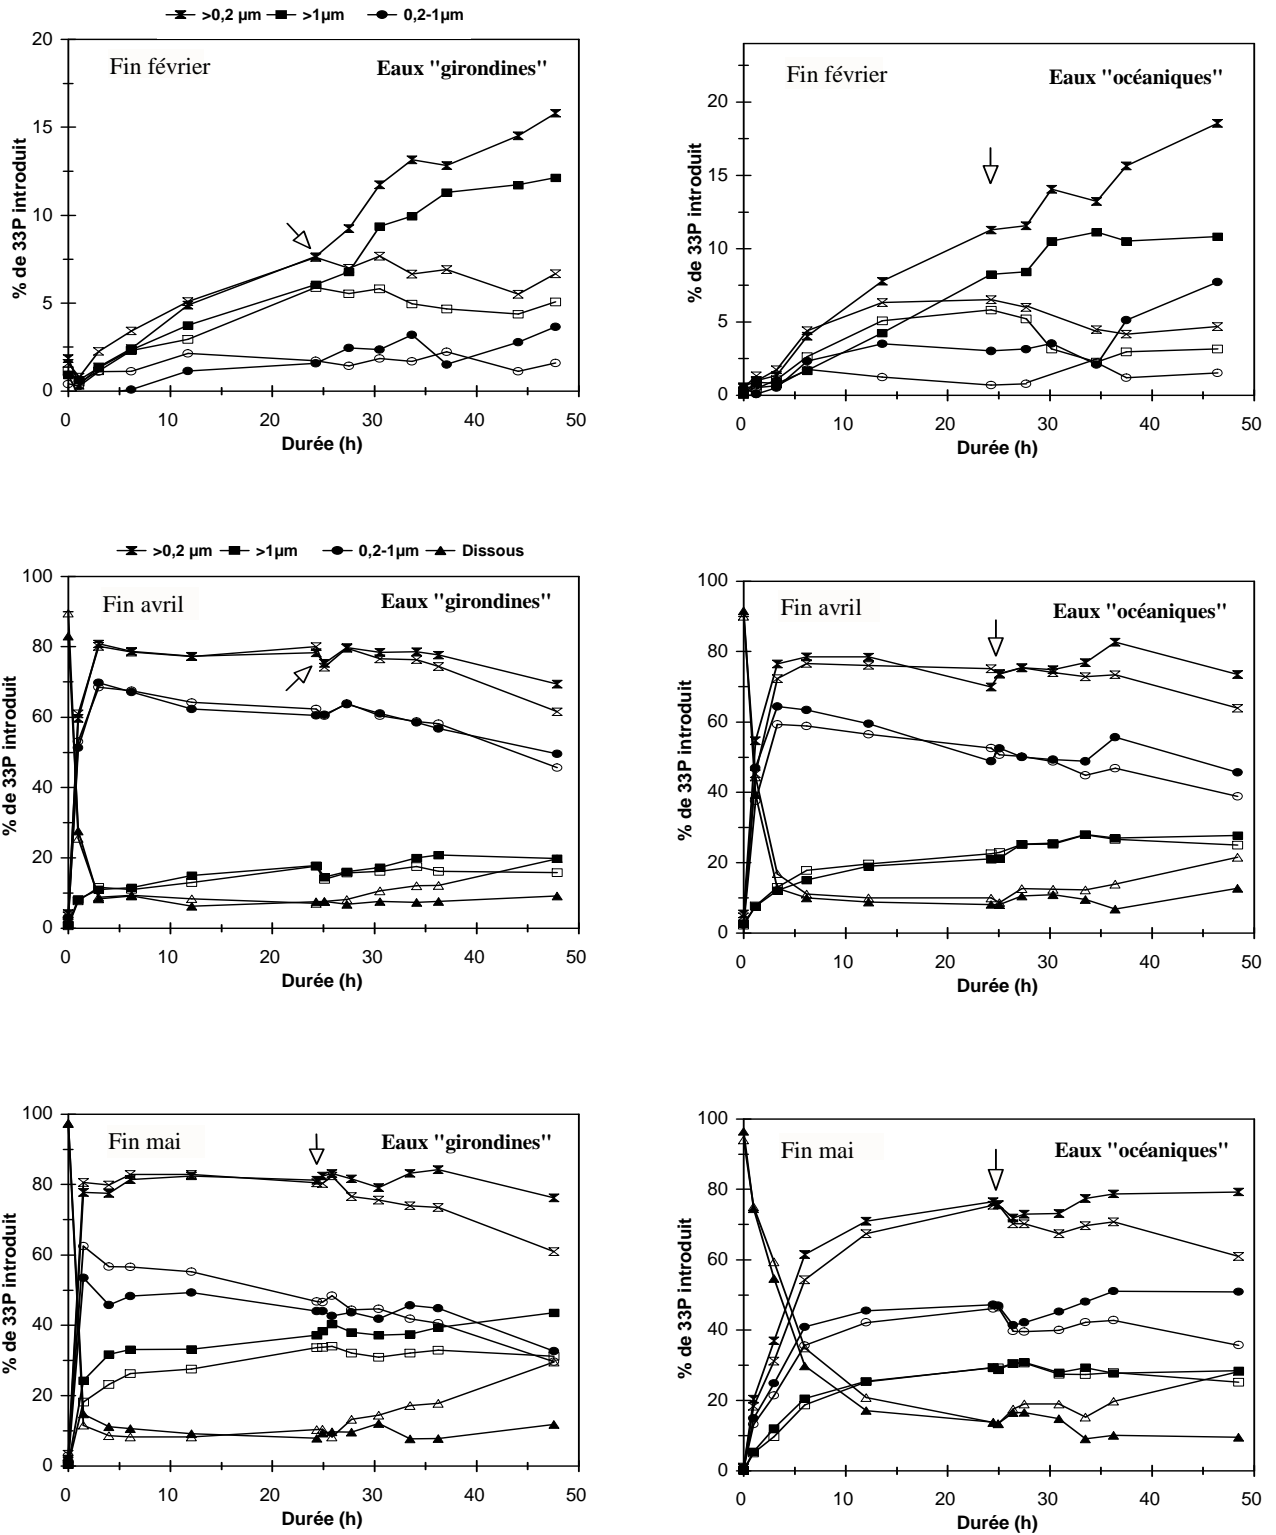 >0,2 µm >1µm 0,2-1µm
Fin février
Eaux "girondines"
% de 33P introduit
20
15
10
5
0
0 10 20 30 40 50
Durée (h)
Fin février
Eaux "océaniques"
% de 33P introduit
20
15
10
5
0
0 10 20 30 40 50
Durée (h)
>0,2 µm >1µm 0,2-1µm Dissous
Fin avril
Eaux "girondines"
% de 33P introduit
100
80
60
40
20
0
0 10 20 30 40 50
Durée (h)
Fin avril
Eaux "océaniques"
% de 33P introduit
100
80
60
40
20
0
0 10 20 30 40 50
Durée (h)
Fin mai
Eaux "girondines"
% de 33P introduit
100
80
60
40
20
0
0 10 20 30 40 50
Durée (h)
Fin mai
Eaux "océaniques"
% de 33P introduit
100
80
60
40
20
0
0 10 20 30 40 50
Durée (h)